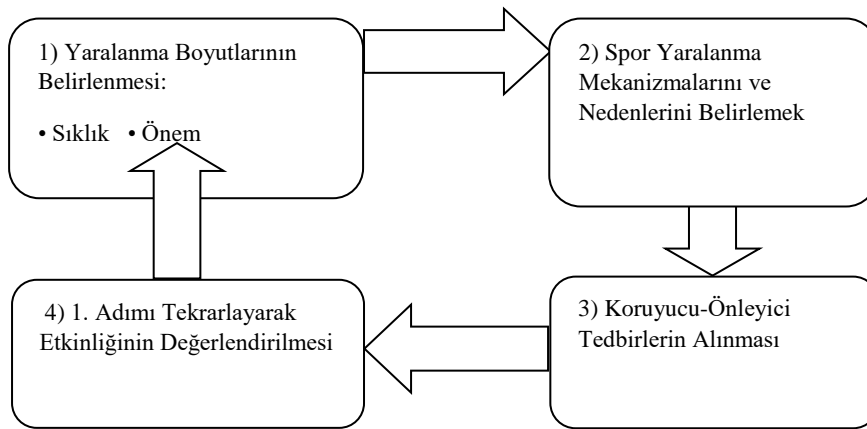 1) Yaralanma Boyutlarının
Belirlenmesi:
• Sıklık • Önem
2) Spor Yaralanma
Mekanizmalarını ve
Nedenlerini Belirlemek
3) Koruyucu-Önleyici
Tedbirlerin Alınması
4) 1. Adımı Tekrarlayarak
Etkinliğinin Değerlendirilmesi